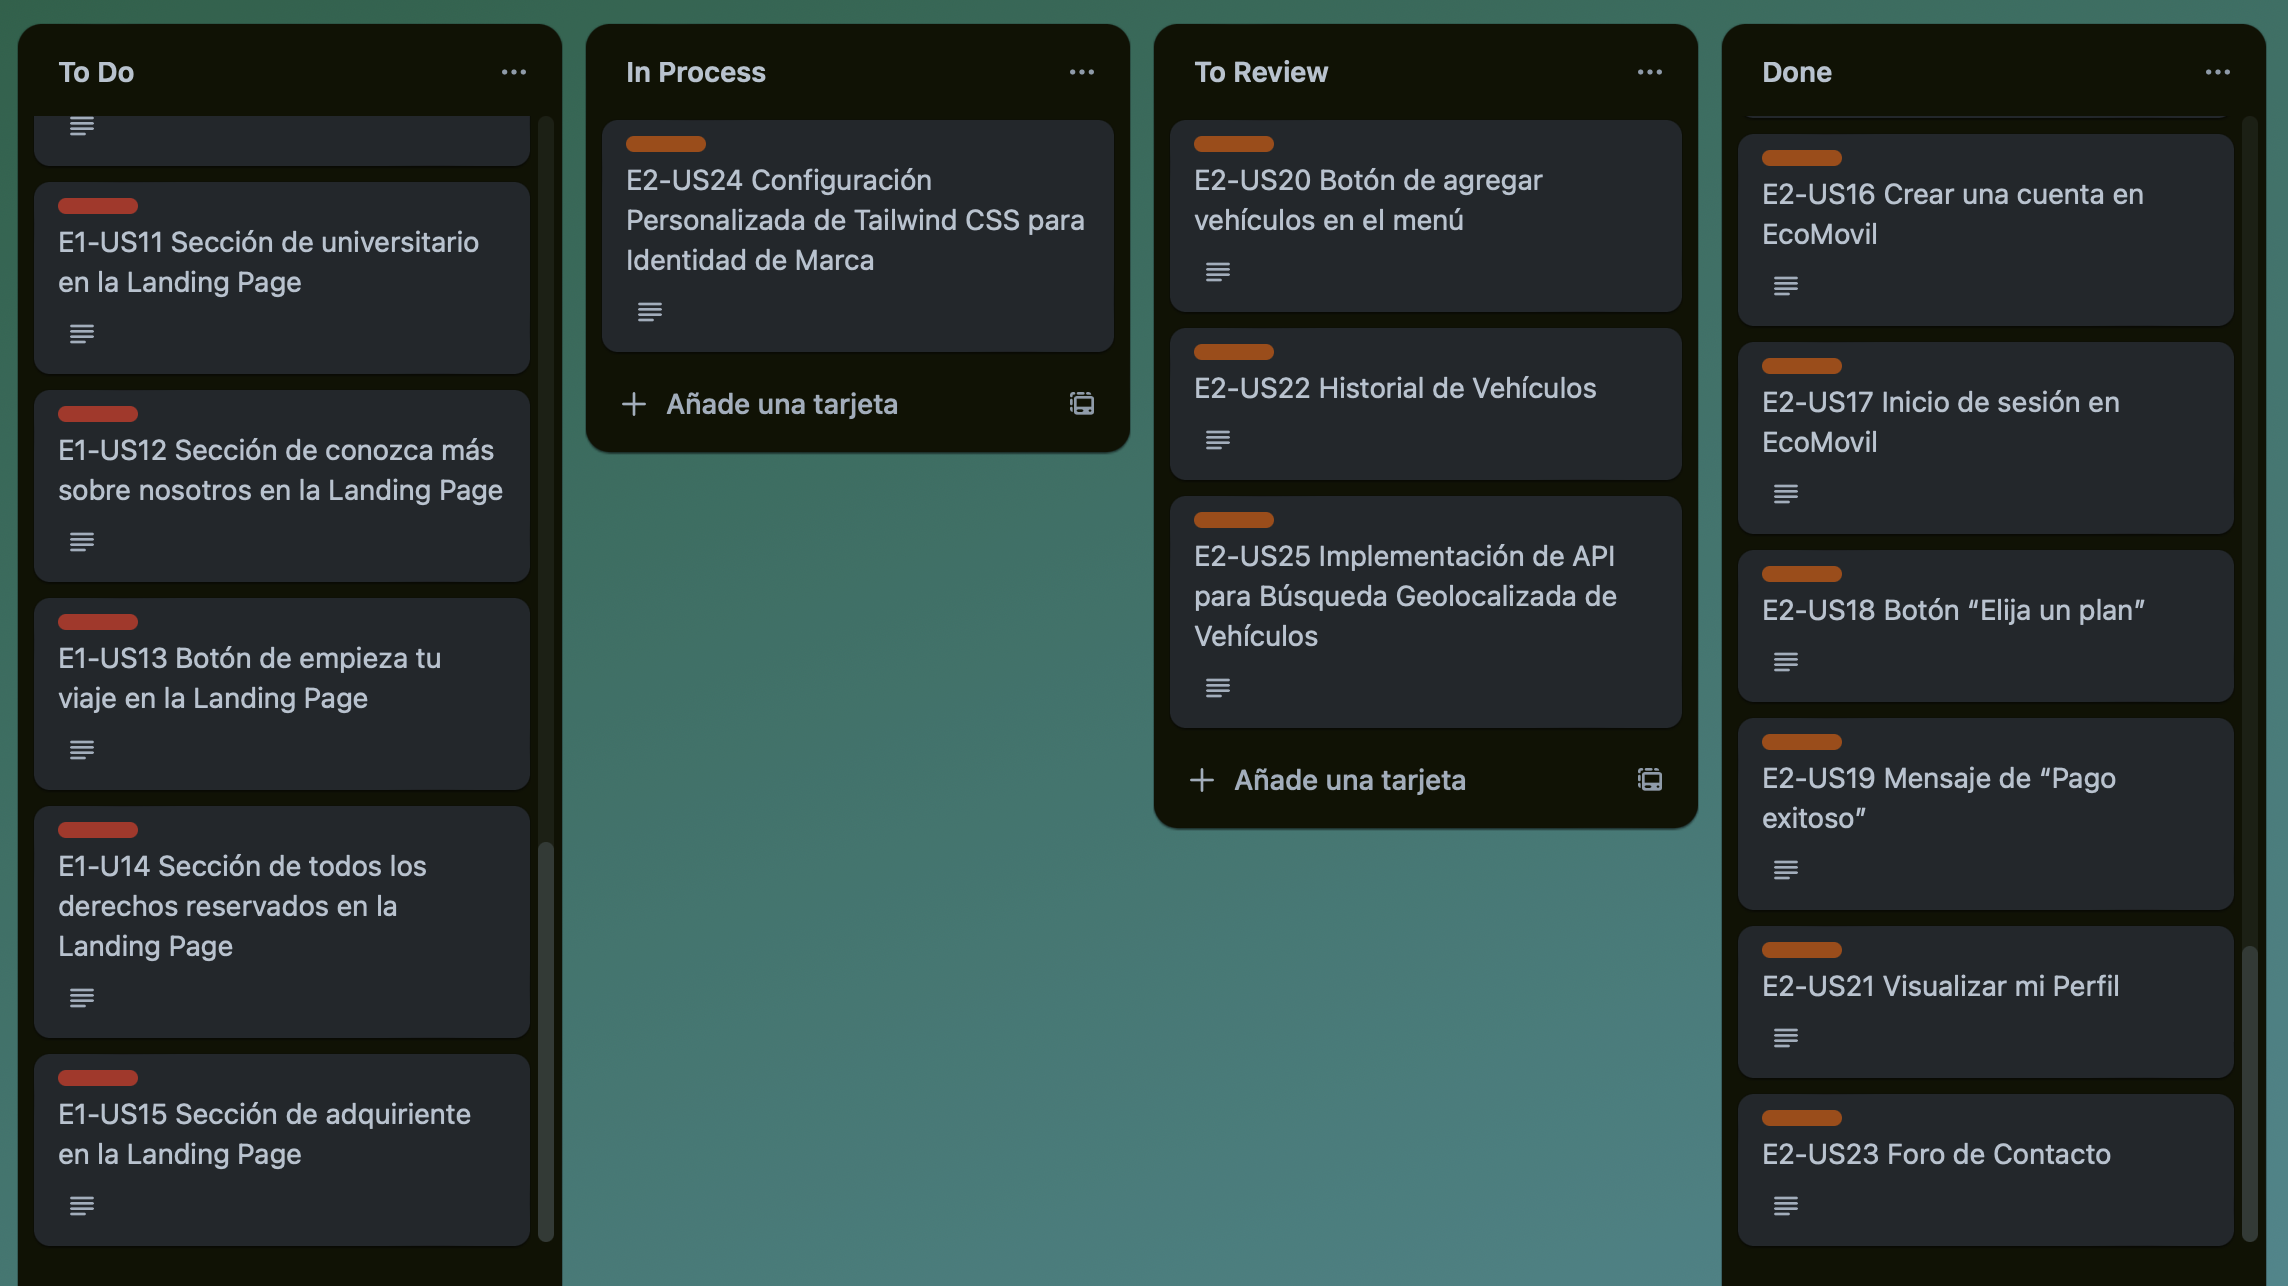 To Do
E1-US11 Sección de universitario
en la Landing Page
E1-US12 Sección de conozca más
sobre nosotros en la Landing Page
E1-US13 Botón de empieza tu
viaje en la Landing Page
E1-U14 Sección de todos los
derechos reservados en la
Landing Page
E1-US15 Sección de adquiriente
en la Landing Page
In Process
E2-US24 Configuración
Personalizada de Tailwind CSS para
Identidad de Marca
Añade una tarjeta
To Review
E2-US20 Botón de agregar
vehículos en el menú
E2-US22 Historial de Vehículos
E2-US25 Implementación de API
para Búsqueda Geolocalizada de
Vehículos
Añade una tarjeta
Done
E2-US16 Crear una cuenta en
EcoMovil
E2-US17 Inicio de sesión en
EcoMovil
E2-US18 Botón “Elija un plan”
E2-US19 Mensaje de “Pago
exitoso”
E2-US21 Visualizar mi Perfil
E2-US23 Foro de Contacto